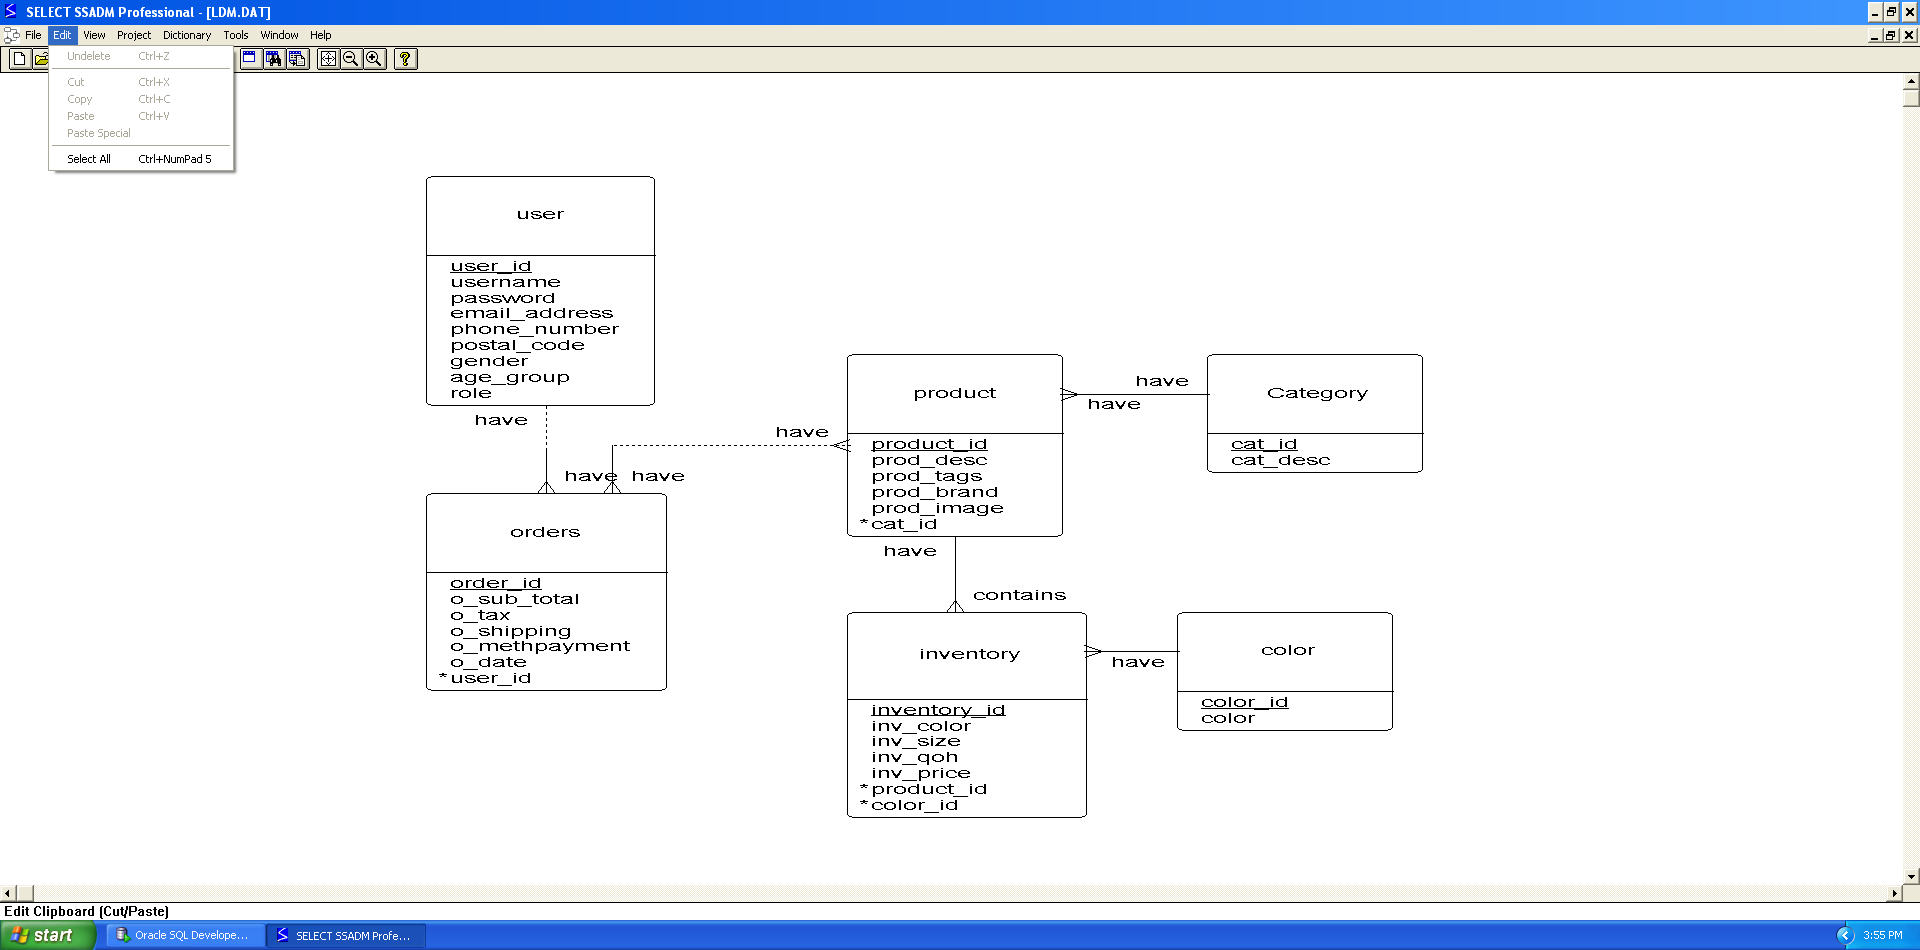 SELECT SSADM Professional - [LDM.DAT]
File Edit View Project Dictionary Tools Window Help
Undelete Ctrl+Z
Cut Ctrl+X
Copy Ctrl+C
Paste Ctrl+V
Paste Special
Select All Ctrl+NumPad 5
user
user_id
username
password
email_address
phone_number
postal_code
gender
age_group
role
have
have
have
have
orders
order_id
o_sub_total
o_tax
o_shipping
o_methpayment
o_date
*user_id
product
product_id
prod_desc
prod_tags
prod_brand
prod_image
*cat_id
have
have
Category
cat_id
cat_desc
have
contains
inventory
inventory_id
inv_color
inv_size
inv_qoh
inv_price
*product_id
*color_id
have
color
color_id
color
Edit Clipboard (Cut/Paste)
start
Oracle SQL Develope...
SELECT SSADM Profe...
3:55 PM